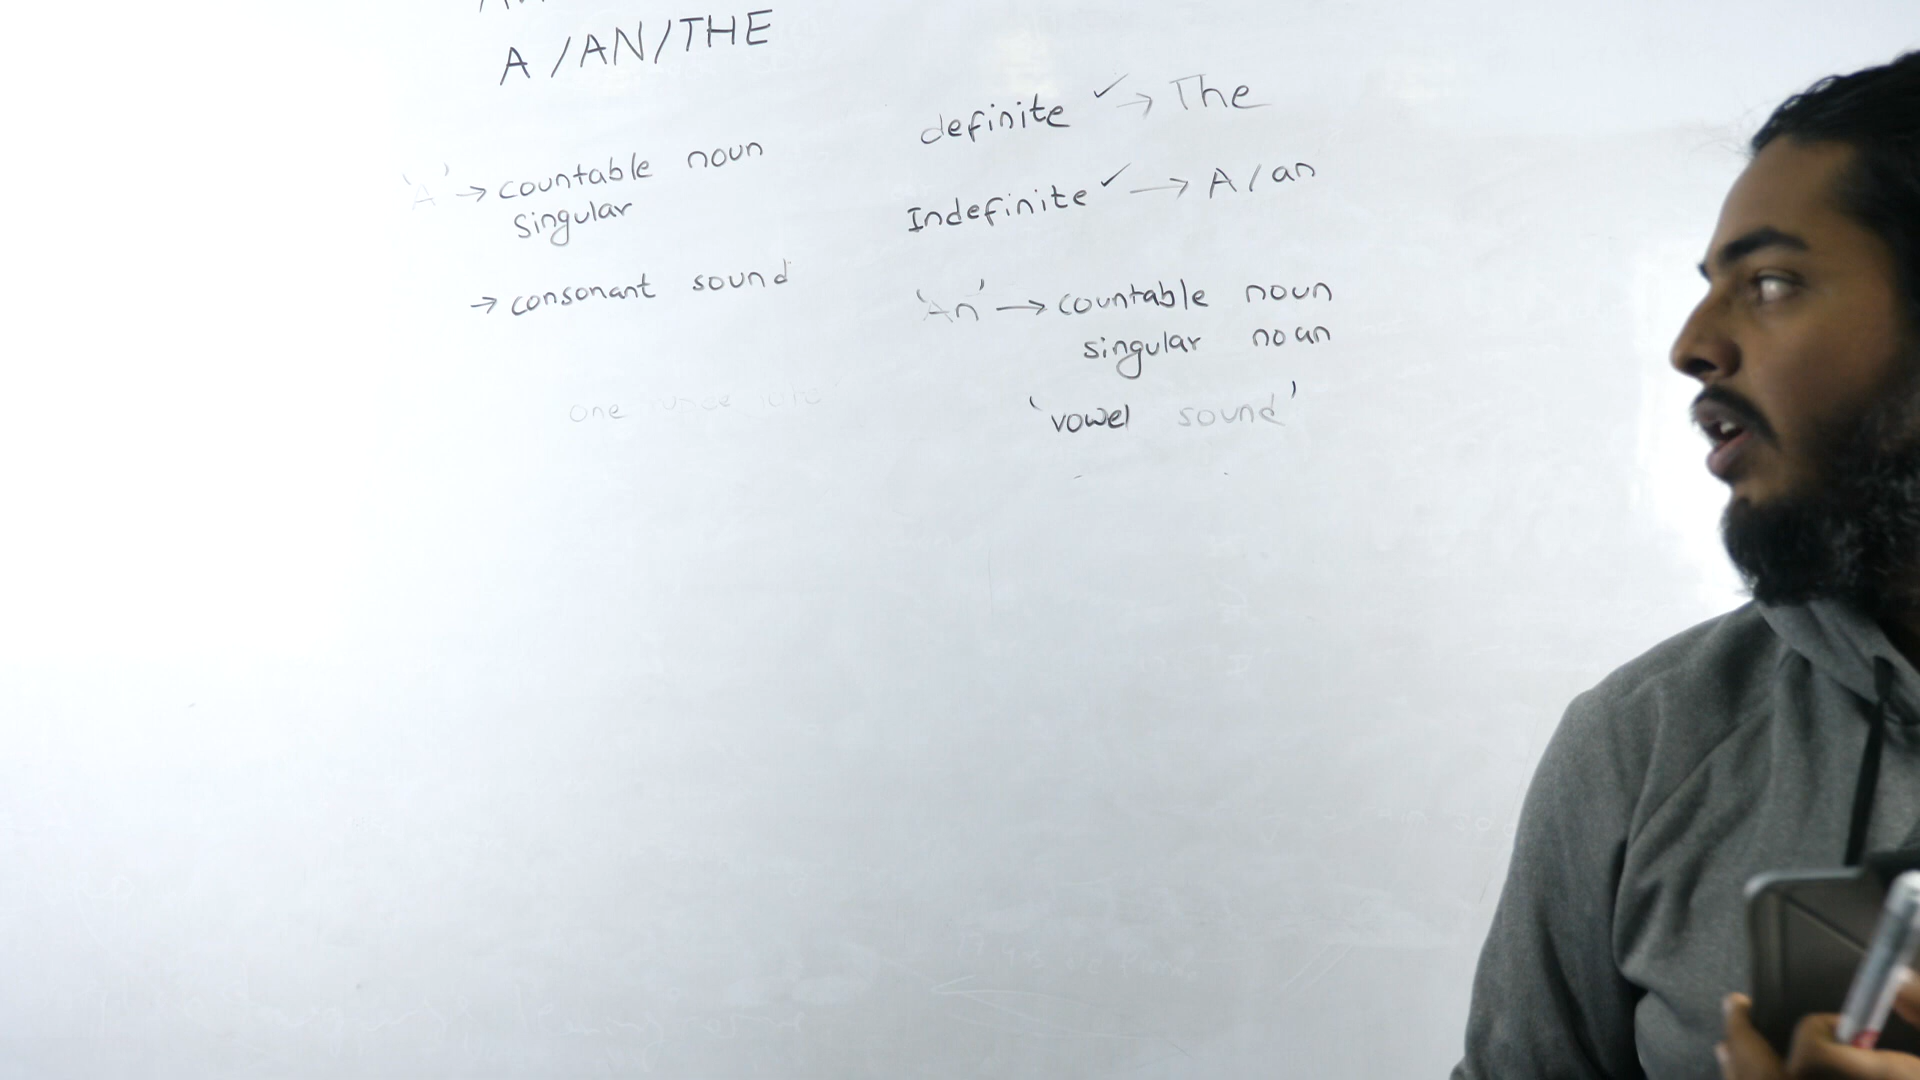 A/AN/THE
'A' → countable noun
singular
→ consonant sound
one
definite ✓ → The
Indefinite ✓ → A/an
'An' → countable noun
singular noun
'vowel sound'